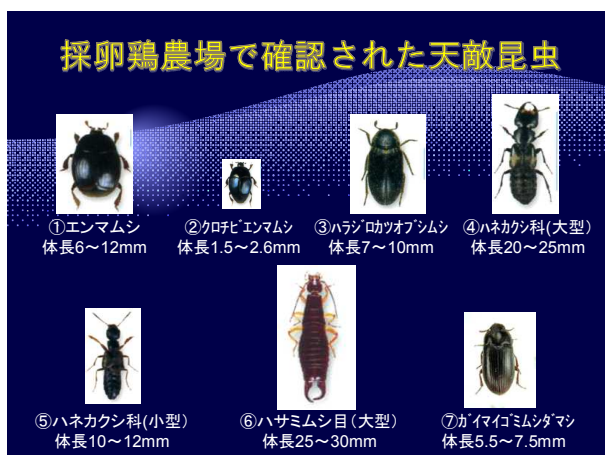 採卵鶏農場で確認された天敵昆虫
①エンマムシ
体長6～12mm
②ｸﾛﾁﾋﾞｴﾝﾏﾑｼ
体長1.5～2.6mm
③ﾊﾗｼﾞﾛｶﾂｵﾌﾞｼﾑｼ
体長7～10mm
④ﾊﾈｶｸｼ科(大型)
体長20～25mm
⑤ハネカクシ科(小型)
体長10～12mm
⑥ハサミムシ目（大型）
体長25～30mm
⑦ｶﾞｲﾏｲｺﾞﾐﾑｼﾀﾞﾏｼ
体長5.5～7.5mm